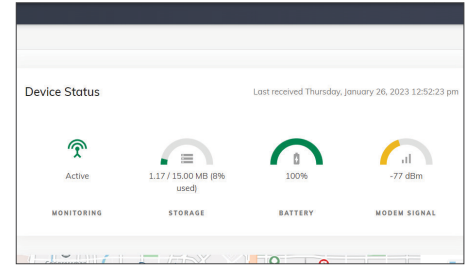 Device Status
Last received Thursday, January 26, 2023 12:52:23 pm
Active
1.17 / 15.00 MB (8%
used)
100%
-77 dBm
MONITORING
STORAGE
BATTERY
MODEM SIGNAL